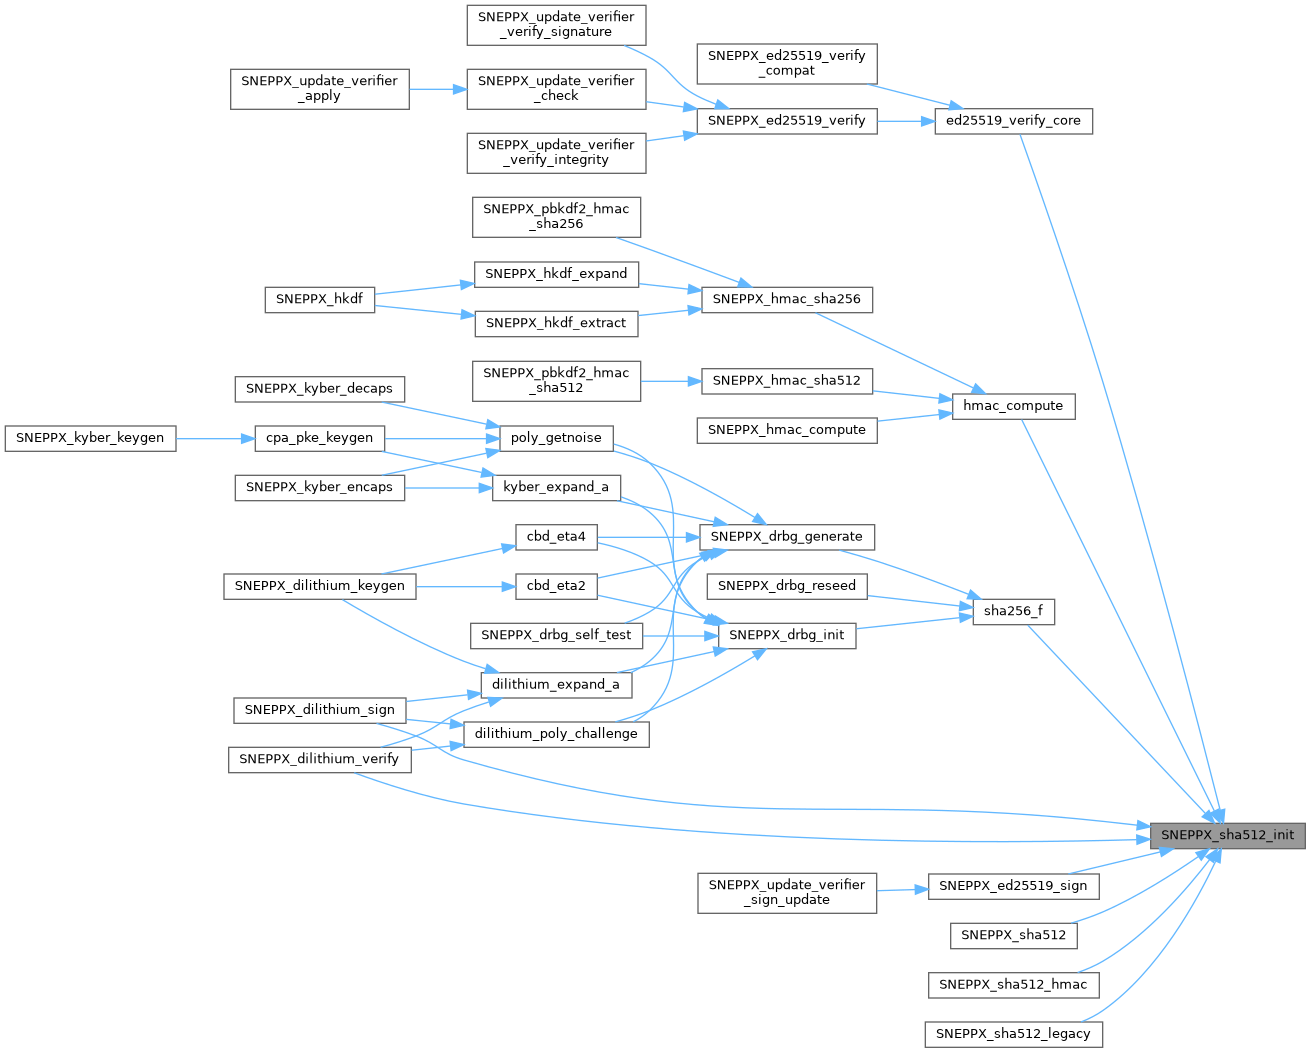 SNEPPX_update_verifier
_verify_signature
SNEPPX_ed25519_verify
_compat
SNEPPX_update_verifier
_apply
SNEPPX_update_verifier
_check
SNEPPX_ed25519_verify
ed25519_verify_core
SNEPPX_update_verifier
_verify_integrity
SNEPPX_pbkdf2_hmac
_sha256
SNEPPX_hkdf_expand
SNEPPX_hkdf
SNEPPX_hmac_sha256
SNEPPX_hkdf_extract
SNEPPX_pbkdf2_hmac
_sha512
SNEPPX_hmac_sha512
SNEPPX_kyber_decaps
hmac_compute
SNEPPX_hmac_compute
SNEPPX_kyber_keygen
cpa_pke_keygen
poly_getnoise
SNEPPX_kyber_encaps
kyber_expand_a
cbd_eta4
SNEPPX_drbg_generate
SNEPPX_dilithium_keygen
cbd_eta2
SNEPPX_drbg_reseed
sha256_f
SNEPPX_drbg_self_test
SNEPPX_drbg_init
dilithium_expand_a
SNEPPX_dilithium_sign
dilithium_poly_challenge
SNEPPX_dilithium_verify
SNEPPX_sha512_init
SNEPPX_update_verifier
_sign_update
SNEPPX_ed25519_sign
SNEPPX_sha512
SNEPPX_sha512_hmac
SNEPPX_sha512_legacy